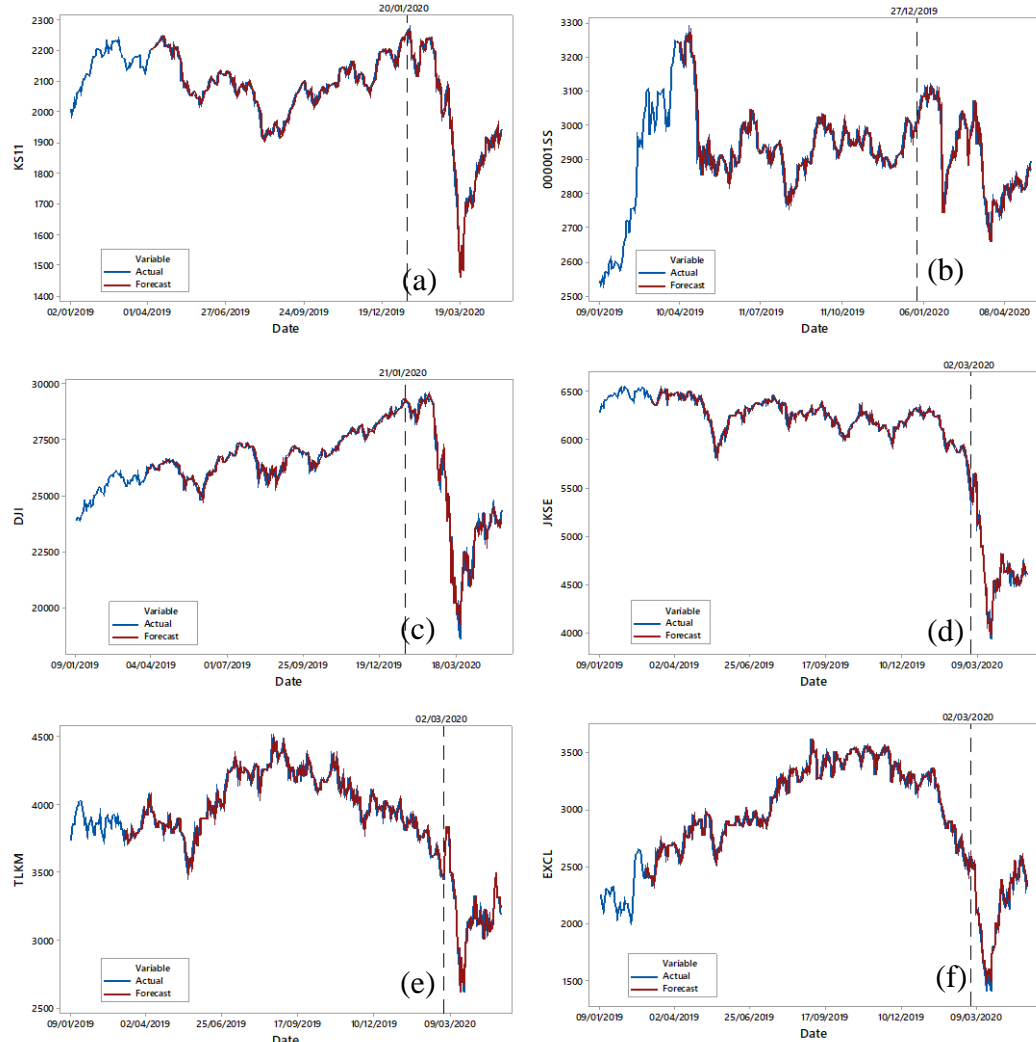 20/01/2020
2300
2200
2100
2000
1900
1800
1700
1600
1500
1400
KS11
Variable
Actual
Forecast
(a)
02/01/2019 01/04/2019 27/06/2019 24/09/2019 19/12/2019 19/03/2020
Date
27/12/2019
3300
3200
3100
3000
2900
2800
2700
2600
2500
000001.SS
Variable
Actual
Forecast
(b)
09/01/2019 10/04/2019 11/07/2019 11/10/2019 06/01/2020 08/04/2020
Date
21/01/2020
30000
27500
25000
22500
20000
DJI
Variable
Actual
Forecast
(c)
09/01/2019 04/04/2019 01/07/2019 25/09/2019 19/12/2019 18/03/2020
Date
02/03/2020
6500
6000
5500
5000
4500
4000
JKSE
Variable
Actual
Forecast
(d)
09/01/2019 02/04/2019 25/06/2019 17/09/2019 10/12/2019 09/03/2020
Date
02/03/2020
4500
4000
3500
3000
2500
TLKM
Variable
Actual
Forecast
(e)
09/01/2019 02/04/2019 25/06/2019 17/09/2019 10/12/2019 09/03/2020
Date
02/03/2020
3500
3000
2500
2000
1500
EXCL
Variable
Actual
Forecast
(f)
09/01/2019 02/04/2019 25/06/2019 17/09/2019 10/12/2019 09/03/2020
Date